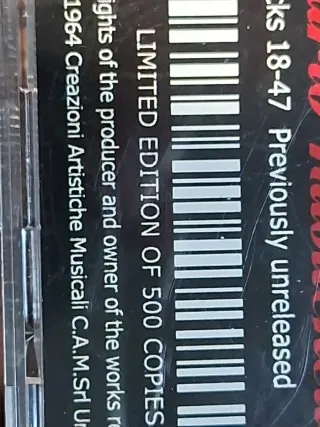 cks 18-47 Previously unreleased
LIMITED EDITION OF 500 COPIES
ights of the producer and owner of the works r
1964 Creazioni Artistiche Musicali C.A.M.Srl U